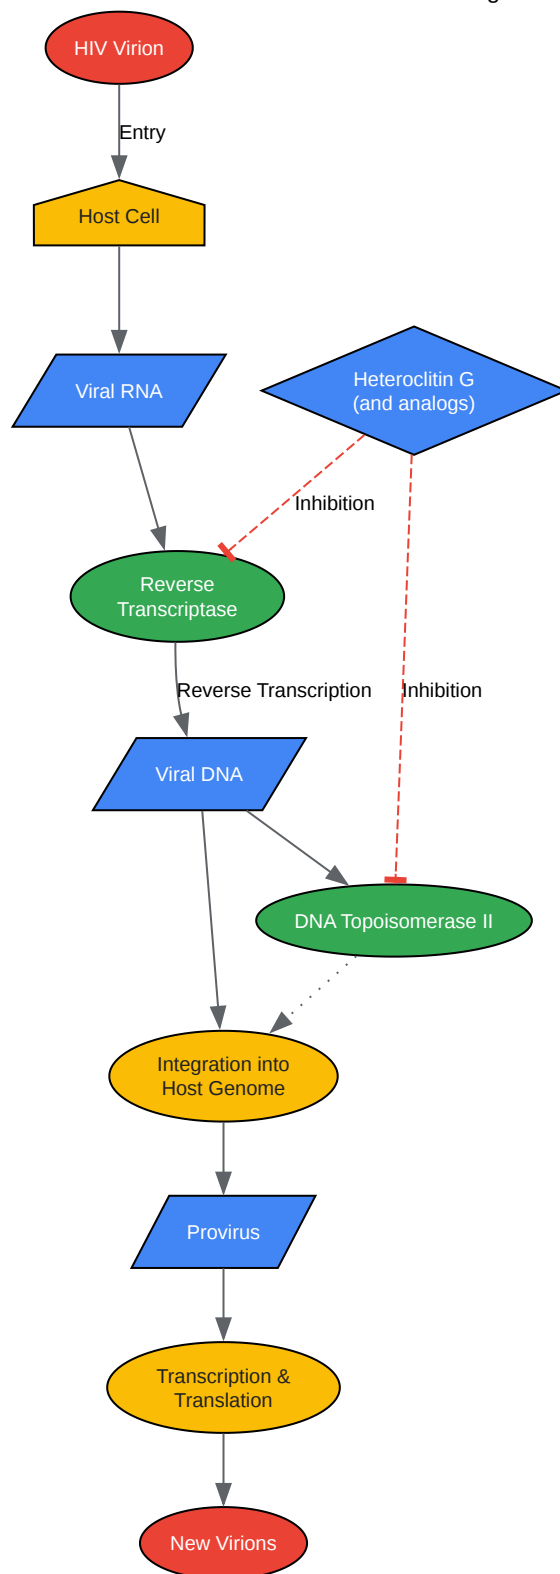 HIV Virion
Entry
Host Cell
Viral RNA
Heteroclitin G
(and analogs)
Inhibition
Reverse
Transcriptase
Reverse Transcription
Inhibition
Viral DNA
DNA Topoisomerase II
Integration into
Host Genome
Provirus
Transcription &
Translation
New Virions